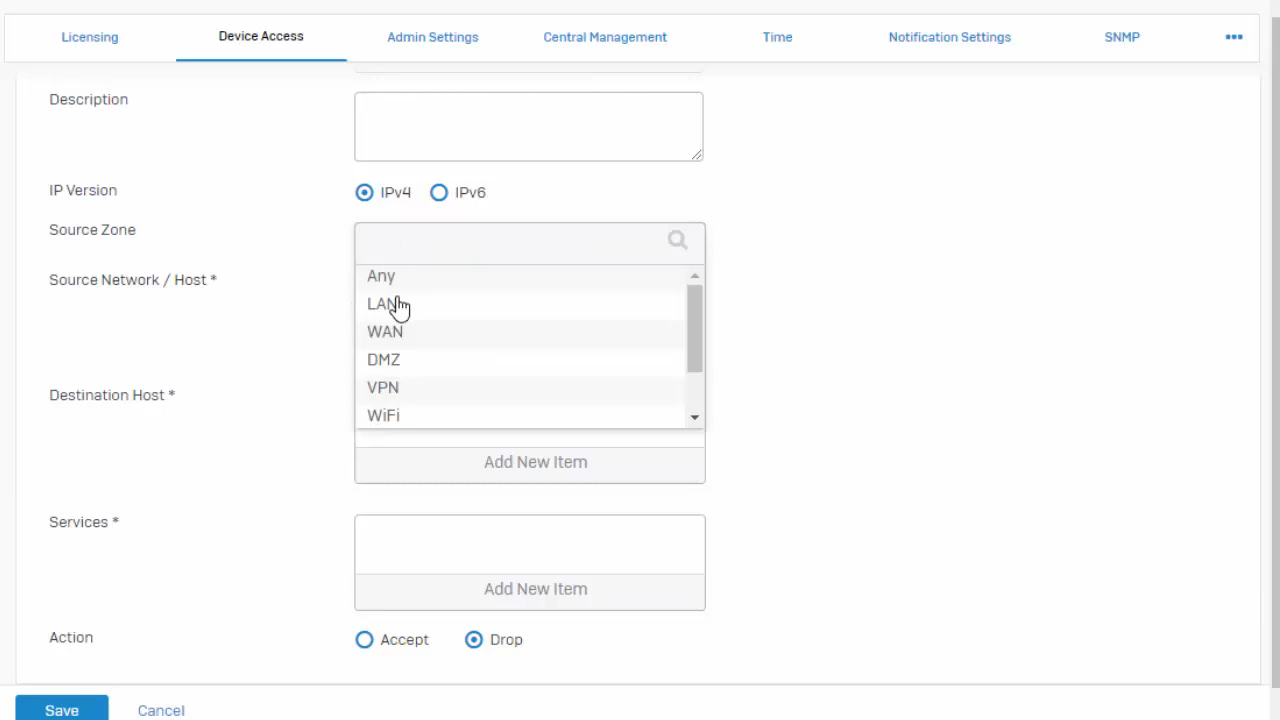 Licensing Device Access Admin Settings Central Management Time Notification Settings SNMP •••
Description
IP Version IPv4 IPv6
Source Zone
Source Network / Host *
Any
LAN
WAN
DMZ
VPN
WiFi
Destination Host *
Add New Item
Services *
Add New Item
Action Accept Drop
Save Cancel